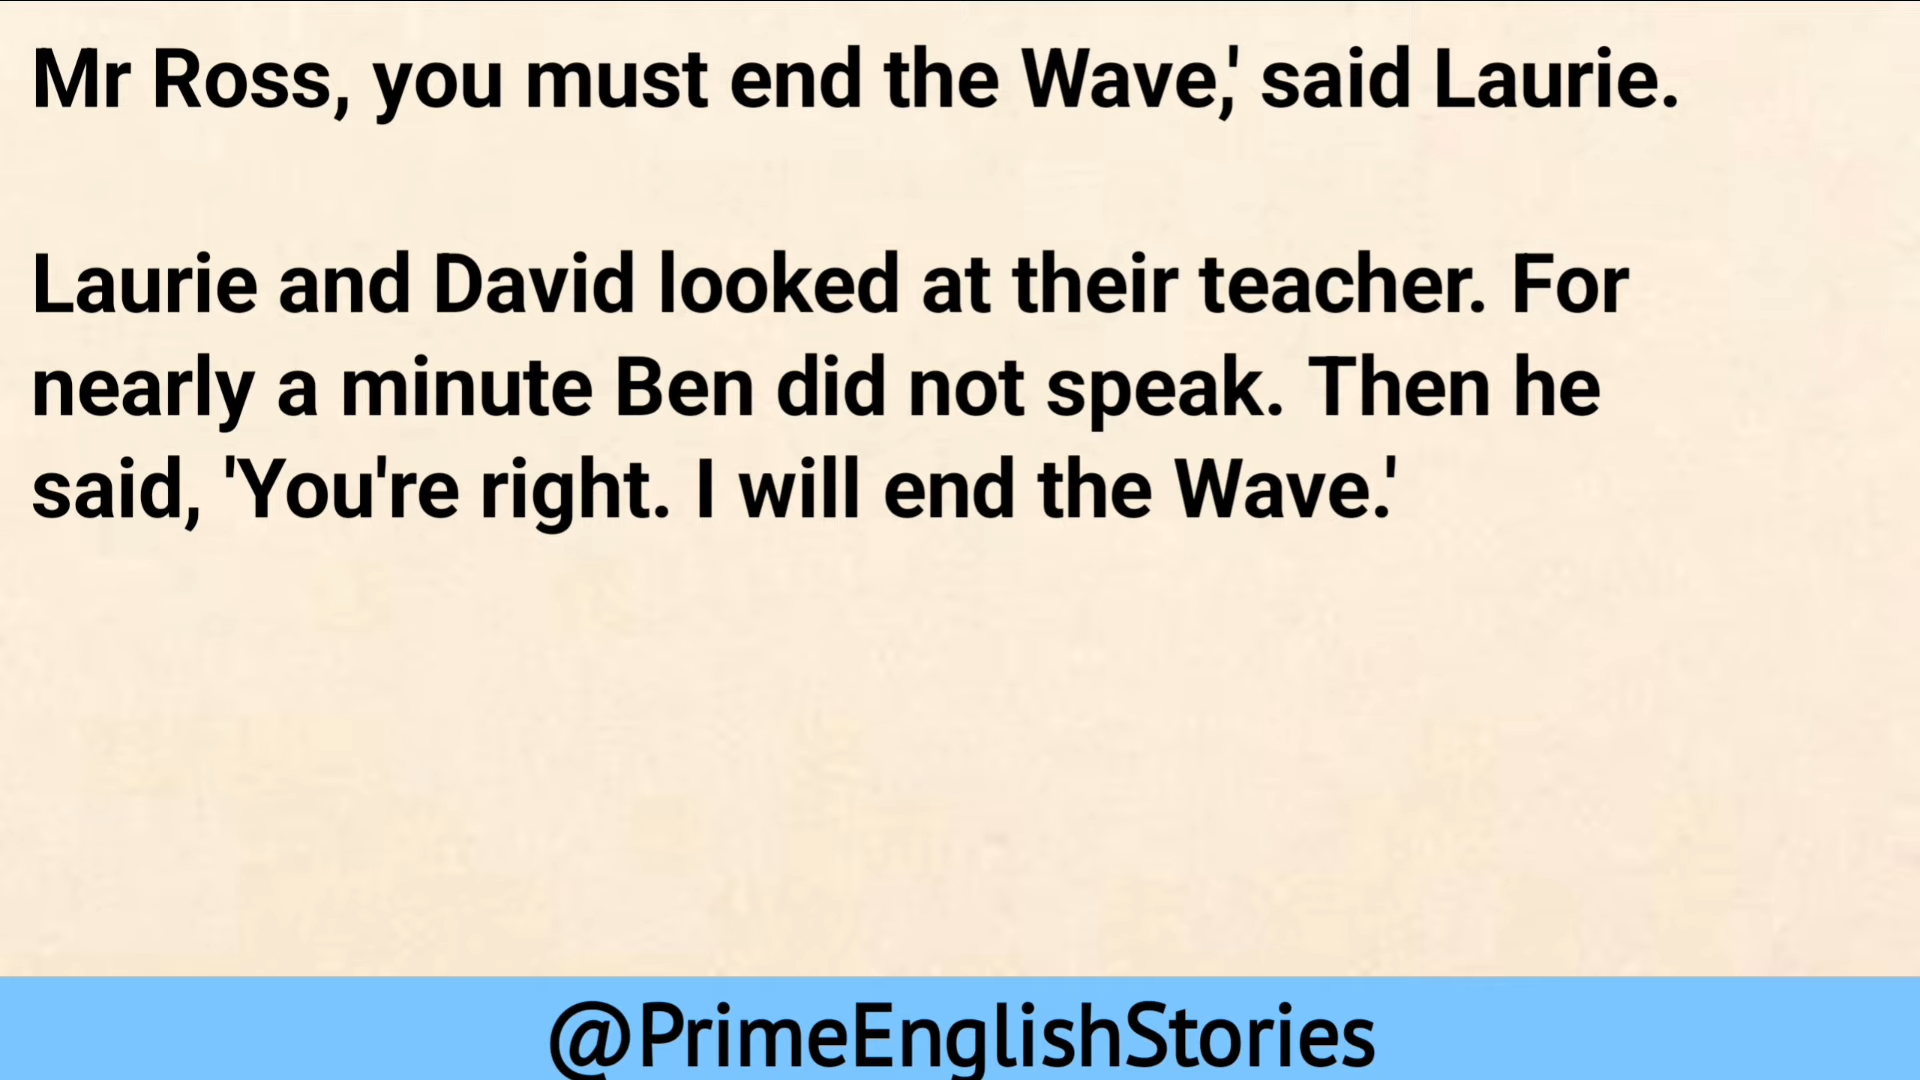 Mr Ross, you must end the Wave,' said Laurie.
Laurie and David looked at their teacher. For
nearly a minute Ben did not speak. Then he
said, 'You're right. I will end the Wave.'
@PrimeEnglishStories